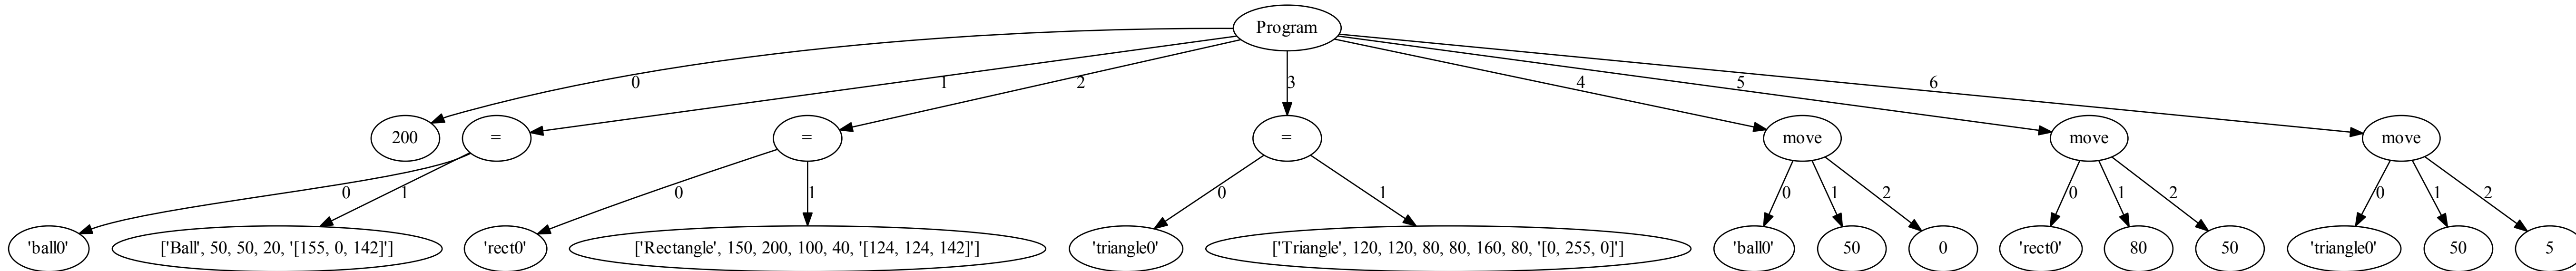 Program
0
1
2
3
4
5
6
200
=
=
=
move
move
move
0
1
0
1
0
1
0
1
2
0
1
2
0
1
2
'ball0'
['Ball', 50, 50, 20, '[155, 0, 142]']
'rect0'
['Rectangle', 150, 200, 100, 40, '[124, 124, 142]']
'triangle0'
['Triangle', 120, 120, 80, 80, 160, 80, '[0, 255, 0]']
'ball0'
50
0
'rect0'
80
50
'triangle0'
50
5